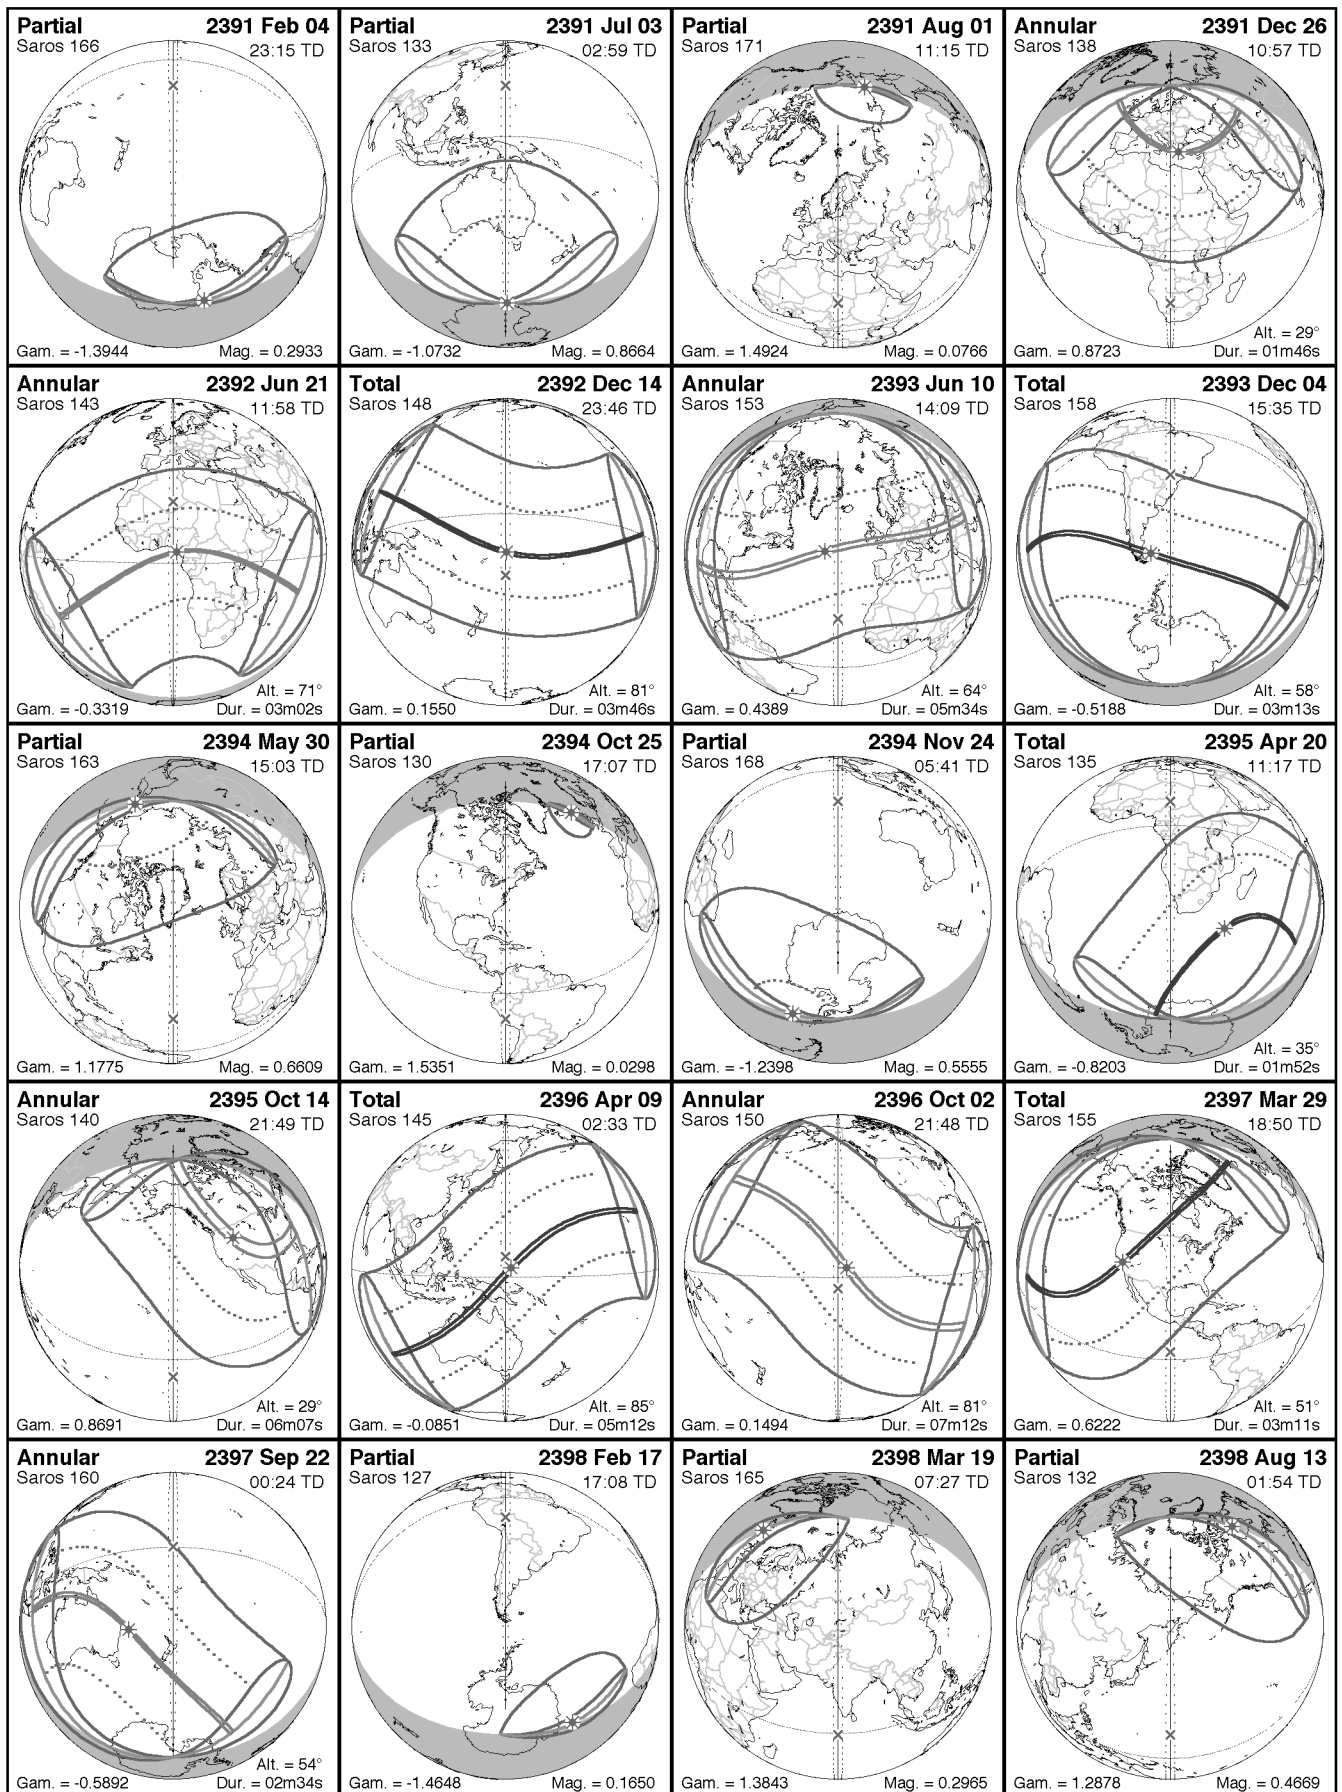 Partial 2391 Feb 04
Saros 166 23:15 TD
Gam. = -1.3944 Mag. = 0.2933
Partial 2391 Jul 03
Saros 133 02:59 TD
Gam. = -1.0732 Mag. = 0.8664
Partial 2391 Aug 01
Saros 171 11:15 TD
Gam. = 1.4924 Mag. = 0.0766
Annular 2391 Dec 26
Saros 138 10:57 TD
Alt. = 29°
Gam. = 0.8723 Dur. = 01m46s
Annular 2392 Jun 21
Saros 143 11:58 TD
Alt. = 71°
Gam. = -0.3319 Dur. = 03m02s
Total 2392 Dec 14
Saros 148 23:46 TD
Alt. = 81°
Gam. = 0.1550 Dur. = 03m46s
Annular 2393 Jun 10
Saros 153 14:09 TD
Alt. = 64°
Gam. = 0.4389 Dur. = 05m34s
Total 2393 Dec 04
Saros 158 15:35 TD
Alt. = 58°
Gam. = -0.5188 Dur. = 03m13s
Partial 2394 May 30
Saros 163 15:03 TD
Gam. = 1.1775 Mag. = 0.6609
Partial 2394 Oct 25
Saros 130 17:07 TD
Gam. = 1.5351 Mag. = 0.0298
Partial 2394 Nov 24
Saros 168 05:41 TD
Gam. = -1.2398 Mag. = 0.5555
Total 2395 Apr 20
Saros 135 11:17 TD
Alt. = 35°
Gam. = -0.8203 Dur. = 01m52s
Annular 2395 Oct 14
Saros 140 21:49 TD
Alt. = 29°
Gam. = 0.8691 Dur. = 06m07s
Total 2396 Apr 09
Saros 145 02:33 TD
Alt. = 85°
Gam. = -0.0851 Dur. = 05m12s
Annular 2396 Oct 02
Saros 150 21:48 TD
Alt. = 81°
Gam. = 0.1494 Dur. = 07m12s
Total 2397 Mar 29
Saros 155 18:50 TD
Alt. = 51°
Gam. = 0.6222 Dur. = 03m11s
Annular 2397 Sep 22
Saros 160 00:24 TD
Alt. = 54°
Gam. = -0.5892 Dur. = 02m34s
Partial 2398 Feb 17
Saros 127 17:08 TD
Gam. = -1.4648 Mag. = 0.1650
Partial 2398 Mar 19
Saros 165 07:27 TD
Gam. = 1.3843 Mag. = 0.2965
Partial 2398 Aug 13
Saros 132 01:54 TD
Gam. = 1.2878 Mag. = 0.4669